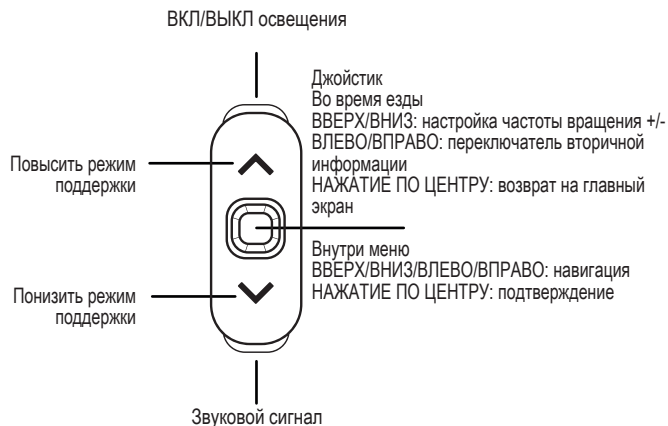 ВКЛ/ВЫКЛ освещения
Джойстик
Во время езды
ВВЕРХ/ВНИЗ: настройка частоты вращения +/-
ВЛЕВО/ВПРАВО: переключатель вторичной
информации
НАЖАТИЕ ПО ЦЕНТРУ: возврат на главный
экран
Повысить режим
поддержки
Внутри меню
ВВЕРХ/ВНИЗ/ВЛЕВО/ВПРАВО: навигация
НАЖАТИЕ ПО ЦЕНТРУ: подтверждение
Понизить режим
поддержки
Звуковой сигнал